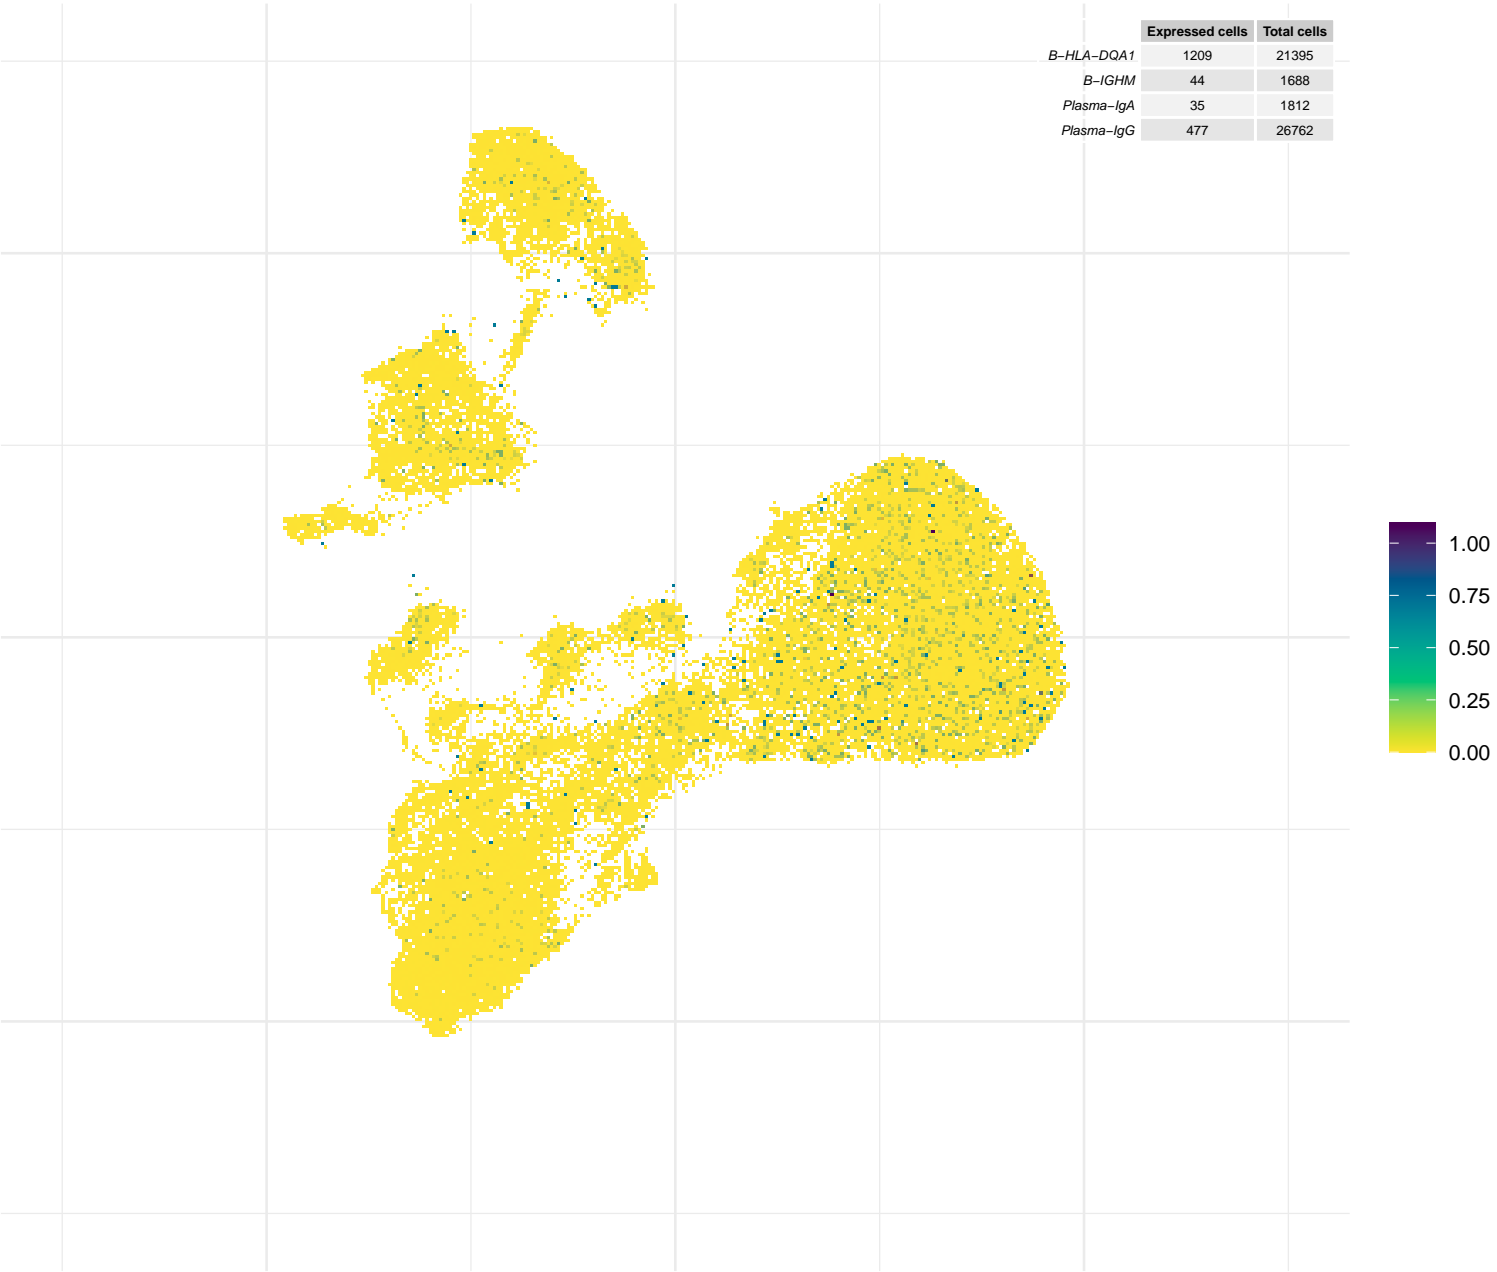 Expressed cells Total cells
B−HLA−DQA1 1209 21395
B−IGHM 44 1688
Plasma−IgA 35 1812
Plasma−IgG 477 26762
1.00
0.75
0.50
0.25
0.00